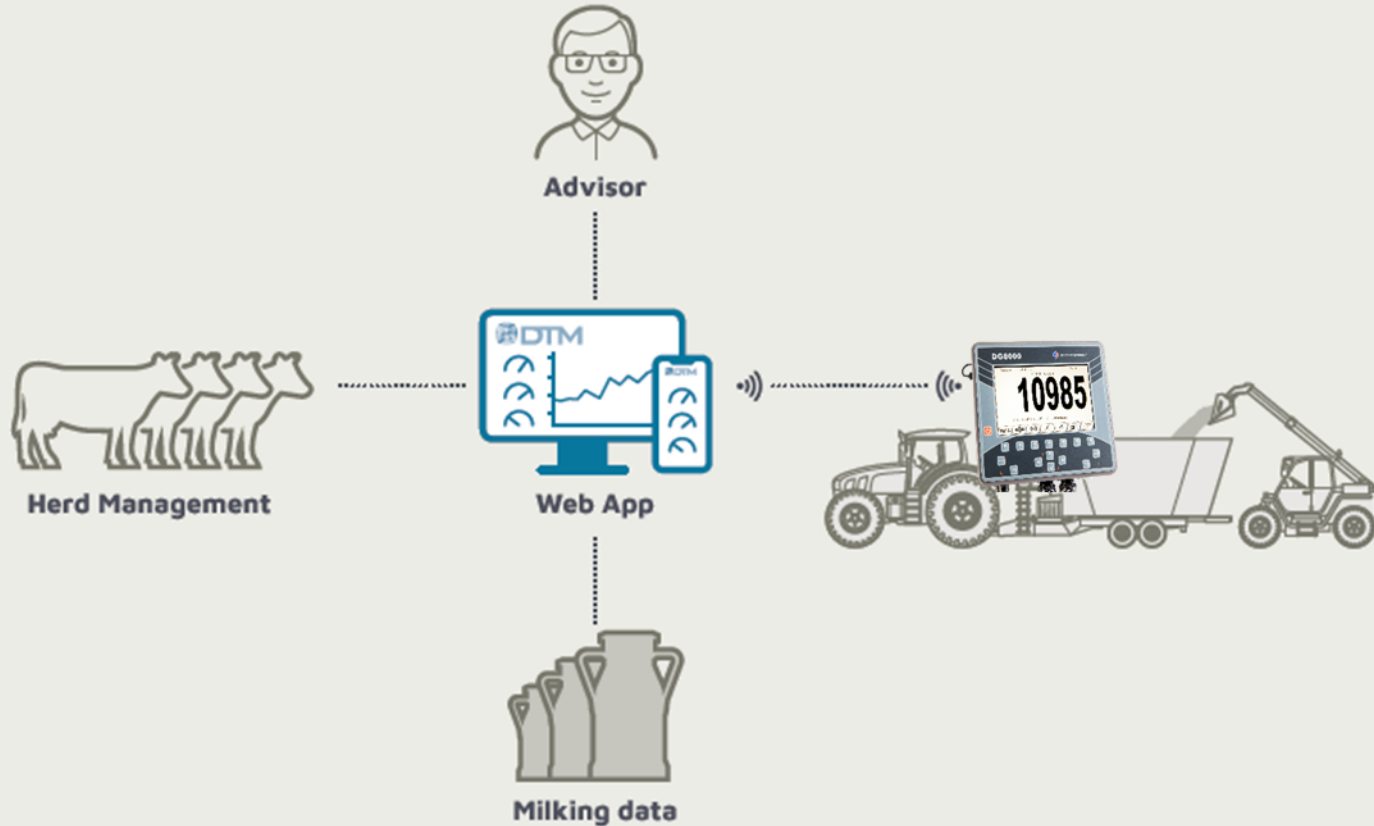 Advisor
DTM
DTM
DG8000
10985
Herd Management
Web App
Milking data